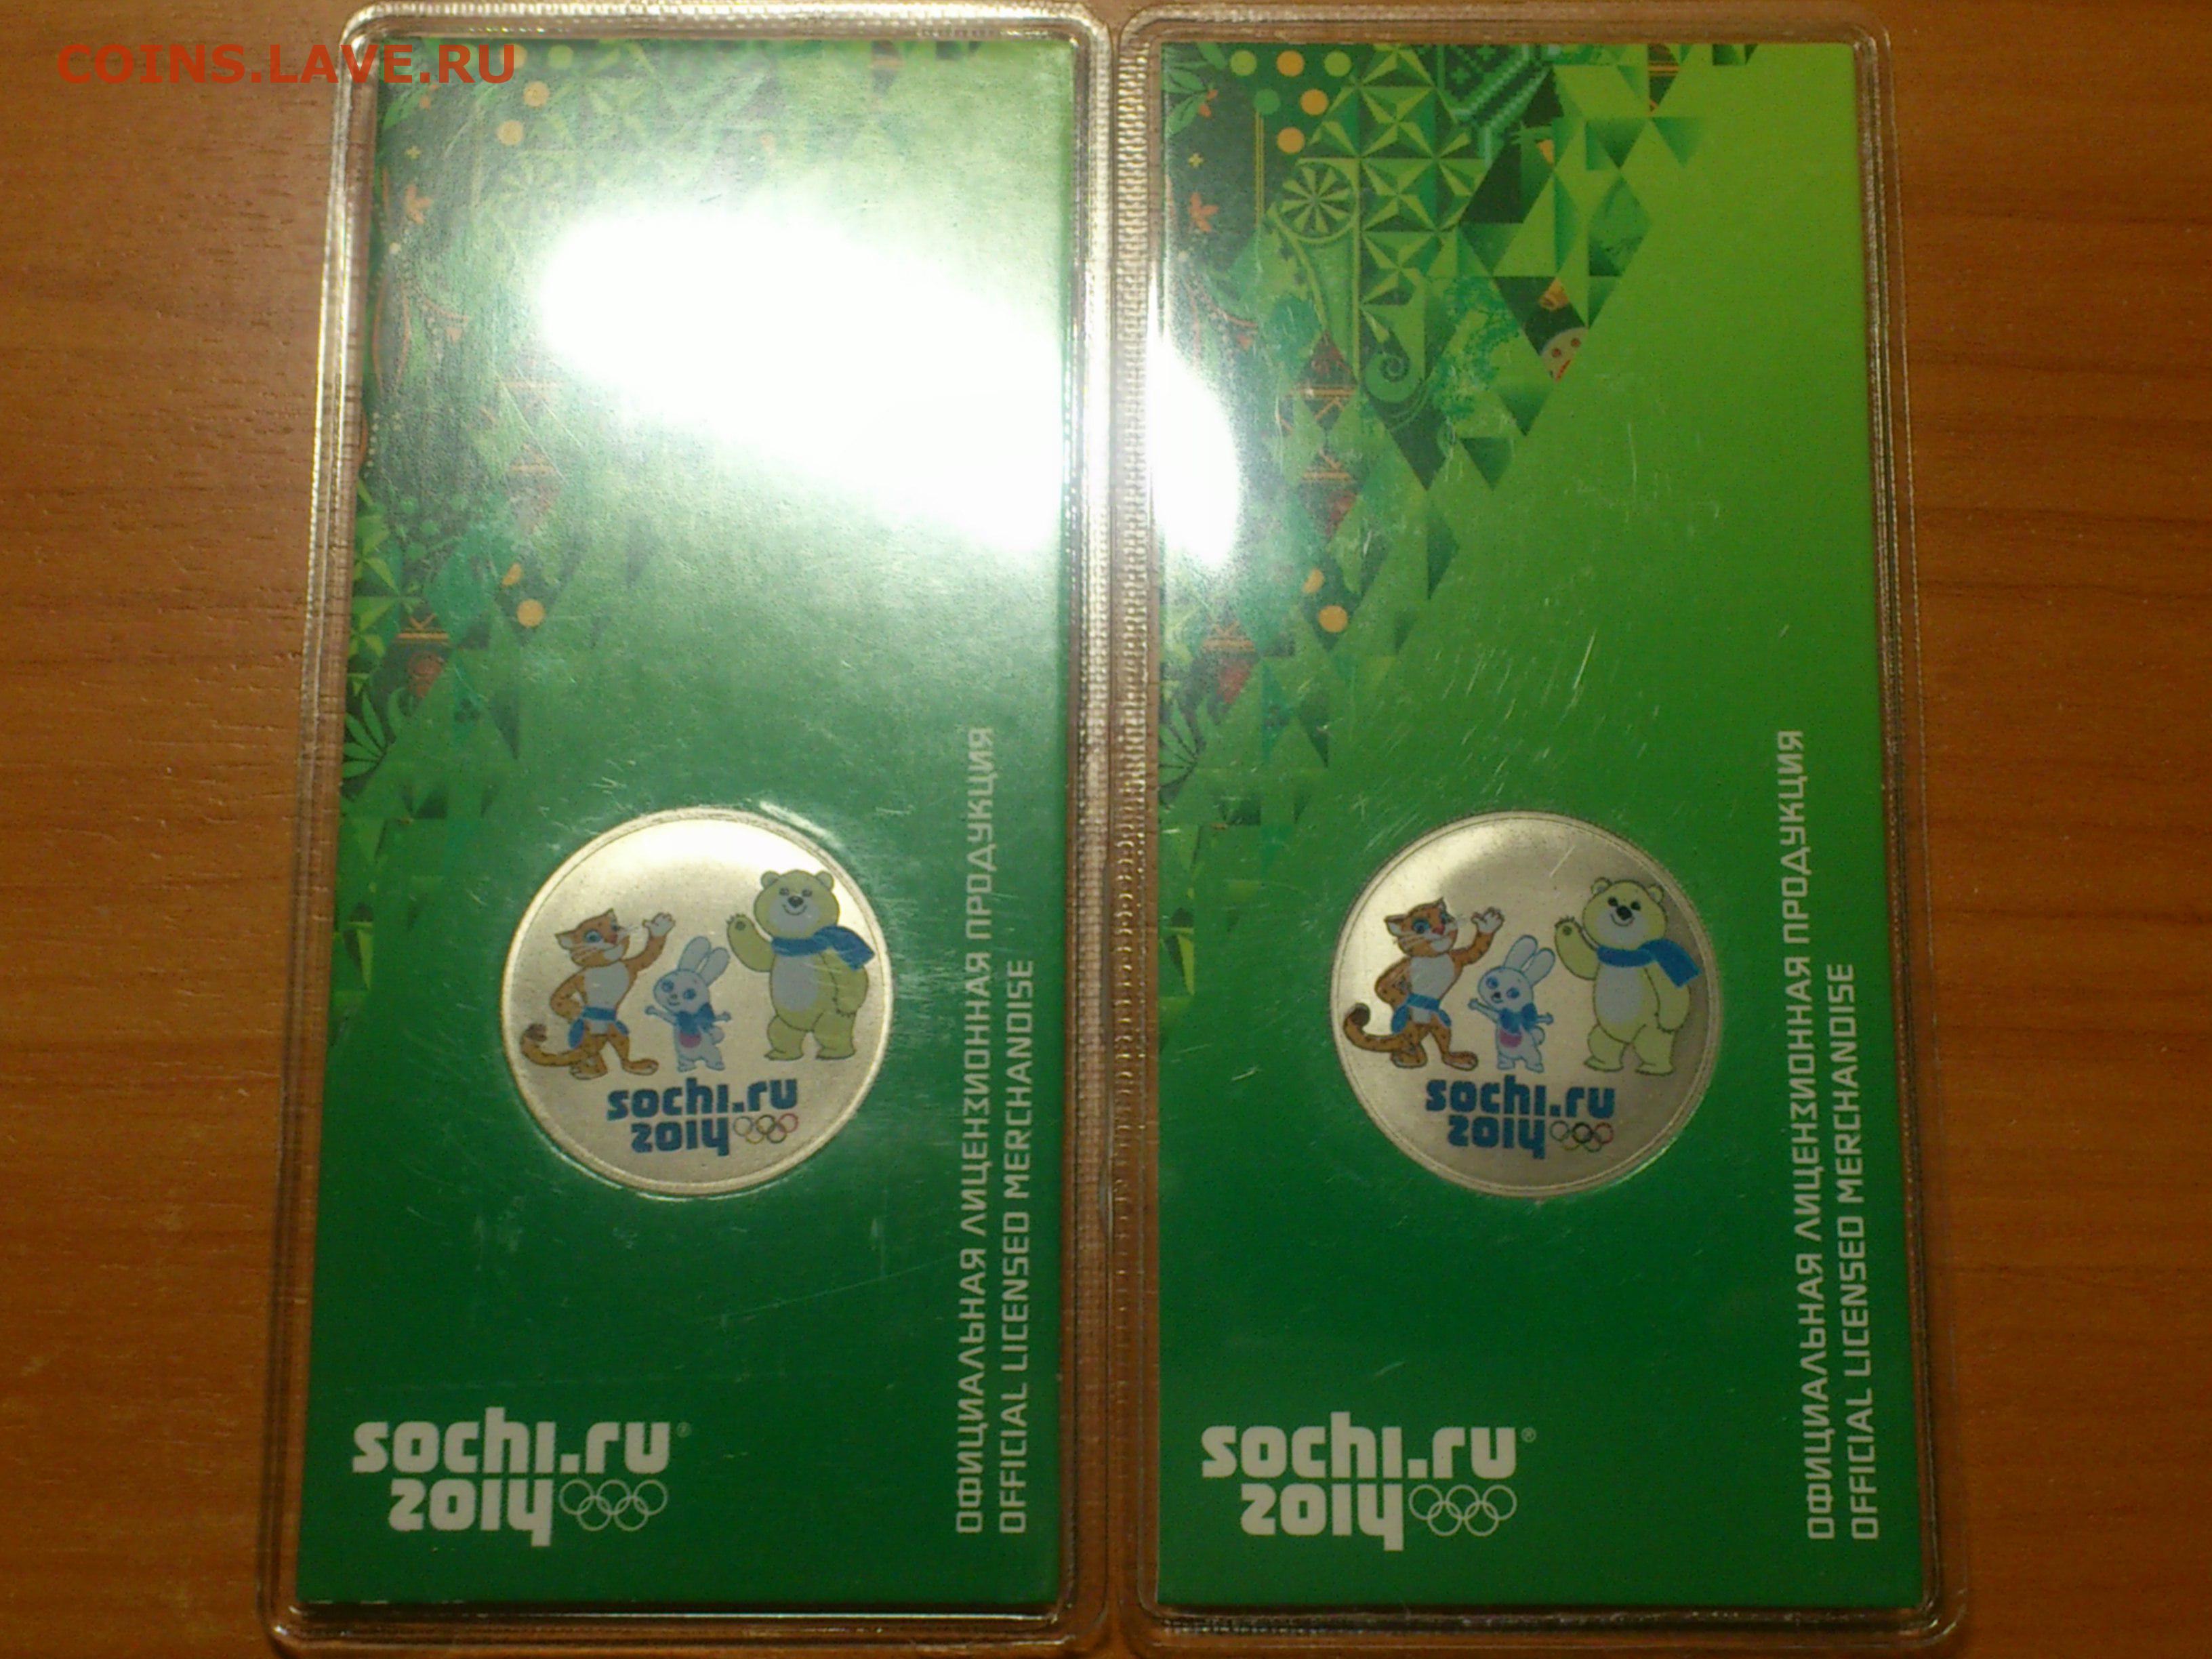 COINS.LAVE.RU
sochi.ru
2014
ОФИЦИАЛЬНАЯ ЛИЦЕНЗИОННАЯ ПРОДУКЦИЯ
OFFICIAL LICENSED MERCHANDISE
sochi.ru®
2014
sochi.ru
2014
ОФИЦИАЛЬНАЯ ЛИЦЕНЗИОННАЯ ПРОДУКЦИЯ
OFFICIAL LICENSED MERCHANDISE
sochi.ru®
2014